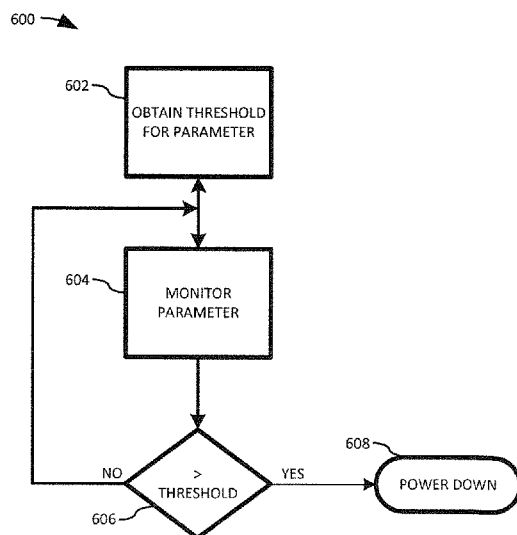 600
602
OBTAIN THRESHOLD
FOR PARAMETER
604
MONITOR
PARAMETER
NO
>
THRESHOLD
YES
606
608
POWER DOWN